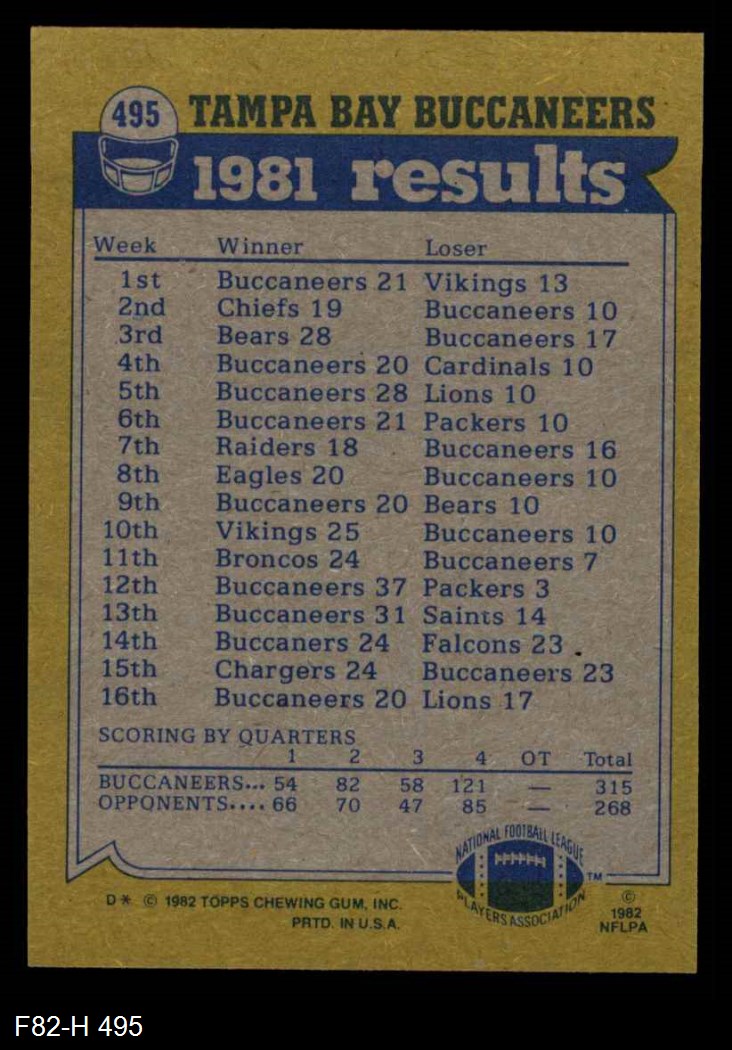 495 TAMPA BAY BUCCANEERS
1981 results
Week Winner Loser
1st Buccaneers 21 Vikings 13
2nd Chiefs 19 Buccaneers 10
3rd Bears 28 Buccaneers 17
4th Buccaneers 20 Cardinals 10
5th Buccaneers 28 Lions 10
6th Buccaneers 21 Packers 10
7th Raiders 18 Buccaneers 16
8th Eagles 20 Buccaneers 10
9th Buccaneers 20 Bears 10
10th Vikings 25 Buccaneers 10
11th Broncos 24 Buccaneers 7
12th Buccaneers 37 Packers 3
13th Buccaneers 31 Saints 14
14th Buccaners 24 Falcons 23
15th Chargers 24 Buccaneers 23
16th Buccaneers 20 Lions 17
SCORING BY QUARTERS
1 2 3 4 OT Total
BUCCANEERS... 54 82 58 121 — 315
OPPONENTS.... 66 70 47 85 — 268
NATIONAL FOOTBALL LEAGUE
PLAYERS ASSOCIATION
TM
D* © 1982 TOPPS CHEWING GUM, INC.
PRTD. IN U.S.A.
©
1982
NFLPA
F82-H 495